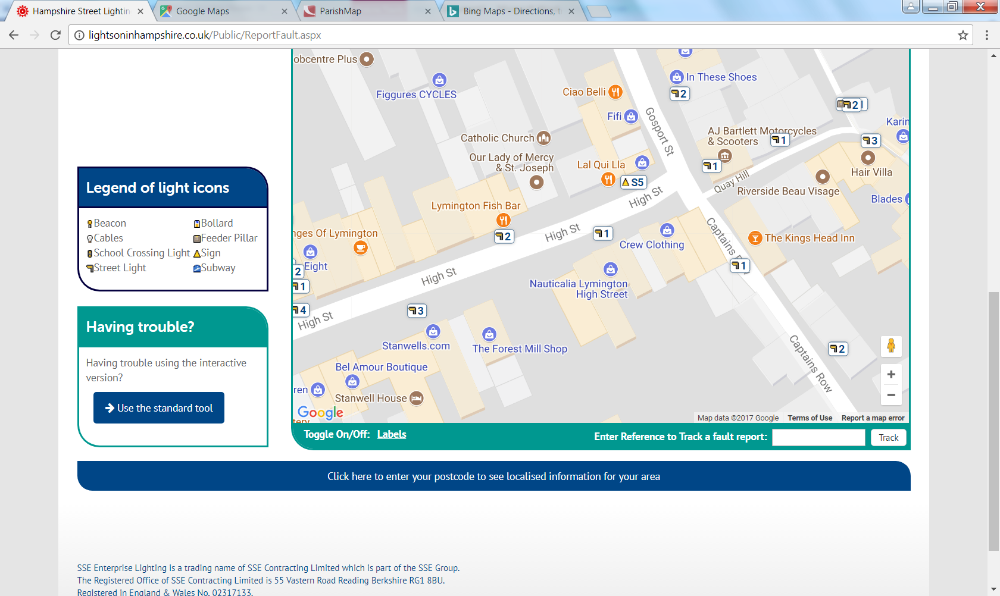 Hampshire Street Lightin
Google Maps
ParishMap
Bing Maps - Directions, t
lightsoninhampshire.co.uk/Public/ReportFault.aspx
obcentre Plus
Figgures CYCLES
In These Shoes
2
Ciao Belli
Fifi
Gosport St
2
Karin
Catholic Church
AJ Bartlett Motorcycles
& Scooters
1
3
Our Lady of Mercy
& St. Joseph
Lal Qui Lla
1
Hair Villa
S5
Quay Hill
Riverside Beau Visage
High St
Blades
Lymington Fish Bar
nges Of Lymington
2
High St
1
Crew Clothing
Captains R
The Kings Head Inn
Eight
2
1
High St
Nauticalia Lymington
High Street
1
4
High St
3
Stanwells.com
The Forest Mill Shop
Captains Row
2
Bel Amour Boutique
ren
Stanwell House
Google
tery
Map data ©2017 Google
Terms of Use
Report a map error
Legend of light icons
Beacon
Bollard
Cables
Feeder Pillar
School Crossing Light
Sign
Street Light
Subway
Having trouble?
Having trouble using the interactive
version?
Use the standard tool
Toggle On/Off: Labels
Enter Reference to Track a fault report:
Track
Click here to enter your postcode to see localised information for your area
SSE Enterprise Lighting is a trading name of SSE Contracting Limited which is part of the SSE Group.
The Registered Office of SSE Contracting Limited is 55 Vastern Road Reading Berkshire RG1 8BU.
Registered in England & Wales No. 02317133.